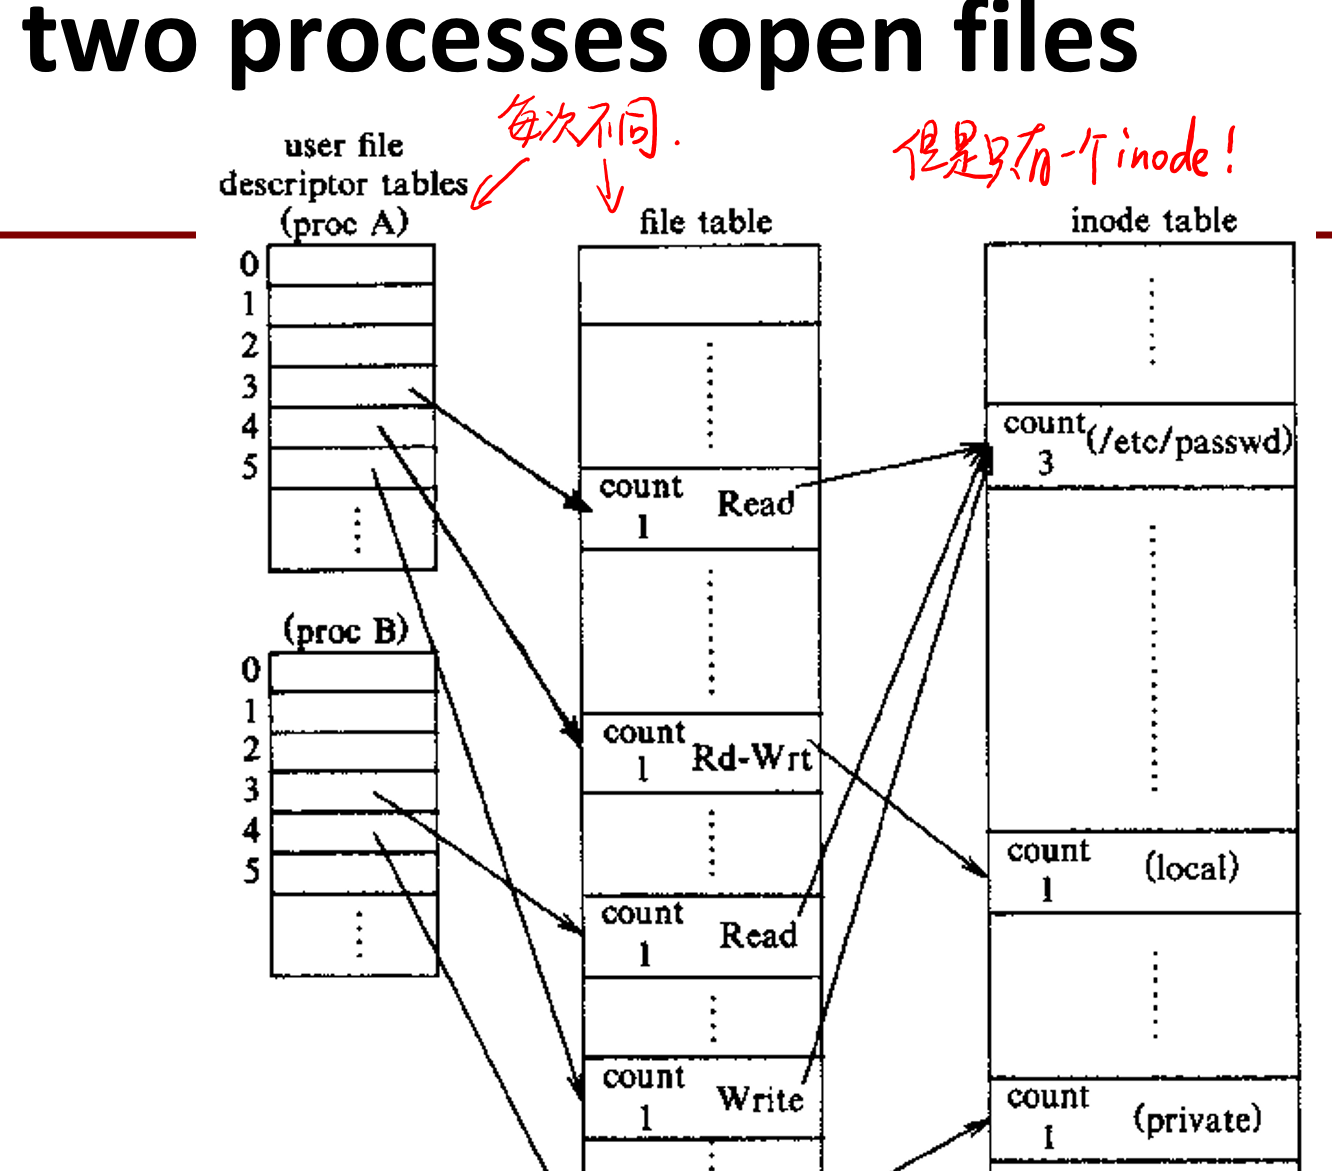 two processes open files
每次不同.
但是只有一个inode!
user file
descriptor tables
(proc A)
file table
inode table
0
1
2
3
4
5
count
1
Read
count
3
(/etc/passwd)
(proc B)
0
1
2
3
4
5
count
1
Rd-Wrt
count
1
(local)
count
1
Read
count
1
Write
count
1
(private)